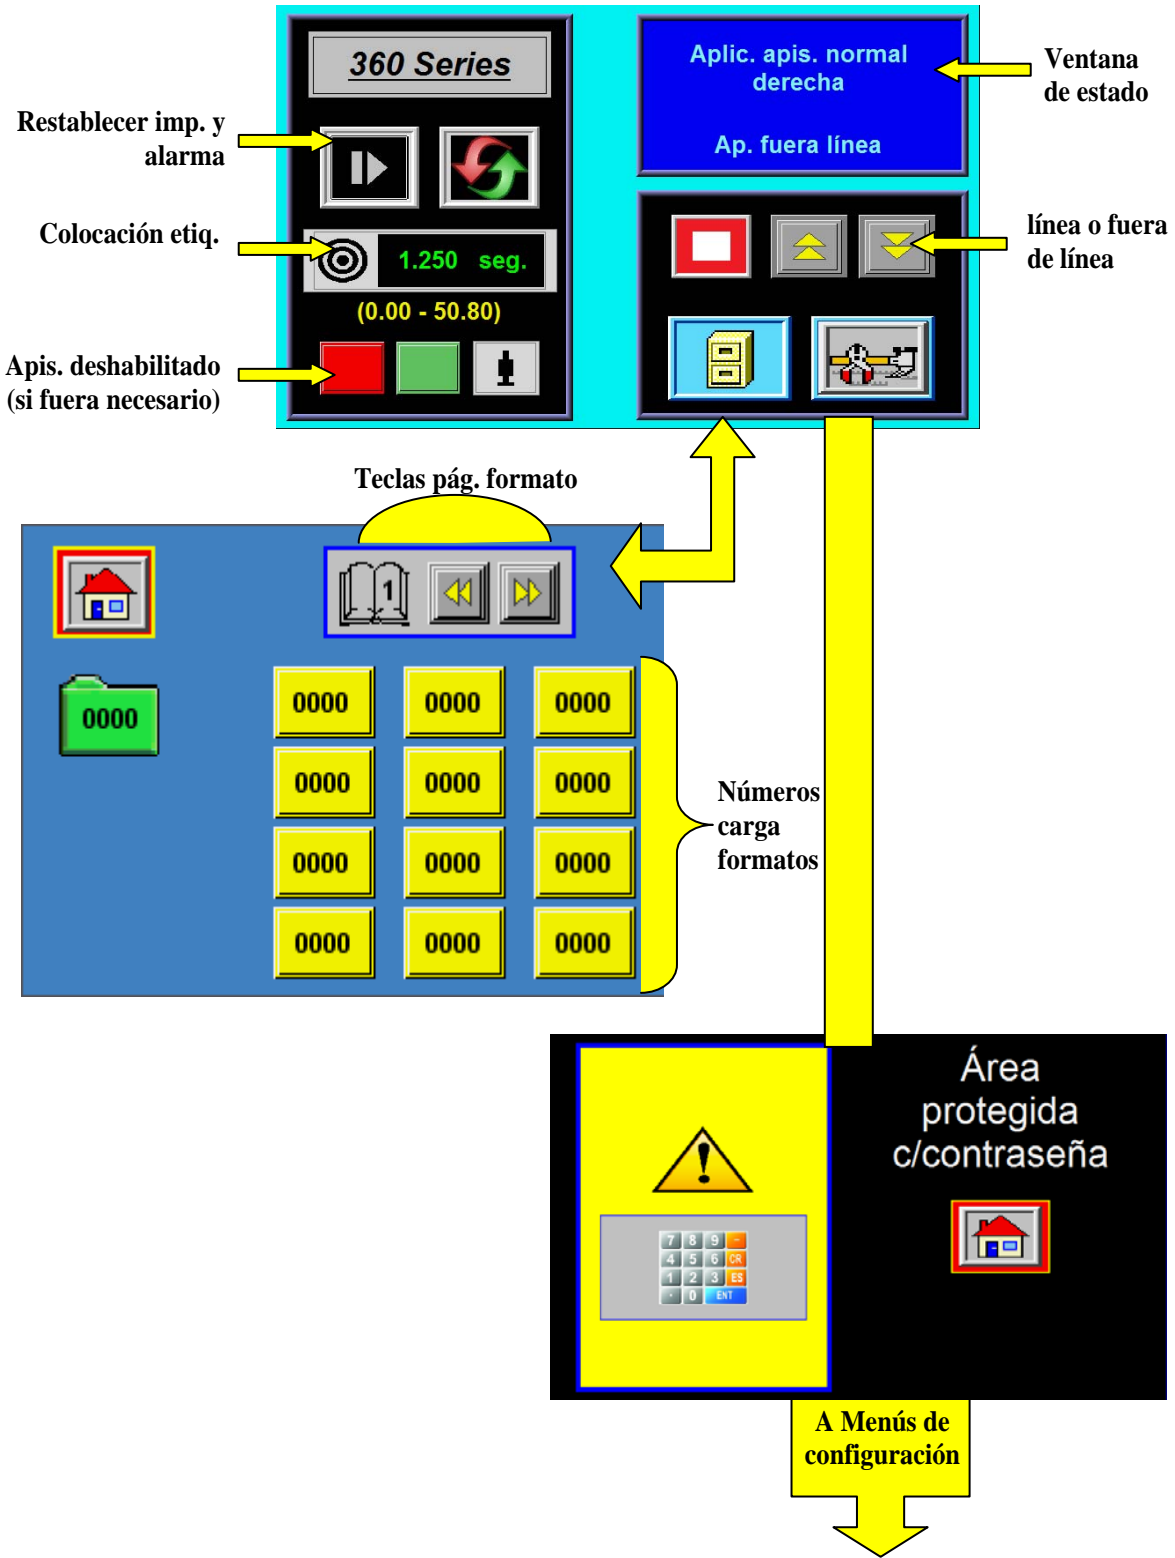 360 Series
Aplic. apis. normal
derecha
Ap. fuera línea
Ventana
de estado
Restablecer imp. y
alarma
Colocación etiq.
1.250 seg.
(0.00 - 50.80)
línea o fuera
de línea
Apis. deshabilitado
(si fuera necesario)
Teclas pág. formato
1
0000
0000 0000 0000
0000 0000 0000
0000 0000 0000
0000 0000 0000
Números
carga
formatos
Área
protegida
c/contraseña
7 8 9 -
4 5 6 CR
1 2 3 ES
. 0 ENT
A Menús de
configuración